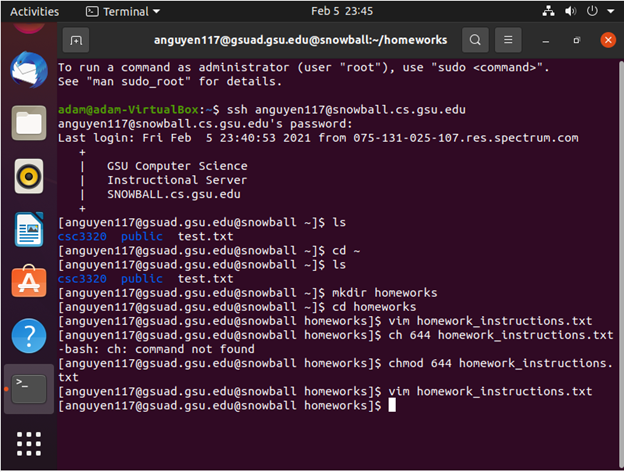 Activities Terminal Feb 5 23:45
anguyen117@gsuad.gsu.edu@snowball:~/homeworks
To run a command as administrator (user "root"), use "sudo <command>".
See "man sudo_root" for details.
adam@adam-VirtualBox:~$ ssh anguyen117@snowball.cs.gsu.edu
anguyen117@snowball.cs.gsu.edu's password:
Last login: Fri Feb  5 23:40:53 2021 from 075-131-025-107.res.spectrum.com
   +
   |   GSU Computer Science
   |   Instructional Server
   |   SNOWBALL.cs.gsu.edu
   +
[anguyen117@gsuad.gsu.edu@snowball ~]$ ls
csc3320  public  test.txt
[anguyen117@gsuad.gsu.edu@snowball ~]$ cd ~
[anguyen117@gsuad.gsu.edu@snowball ~]$ ls
csc3320  public  test.txt
[anguyen117@gsuad.gsu.edu@snowball ~]$ mkdir homeworks
[anguyen117@gsuad.gsu.edu@snowball ~]$ cd homeworks
[anguyen117@gsuad.gsu.edu@snowball homeworks]$ vim homework_instructions.txt
[anguyen117@gsuad.gsu.edu@snowball homeworks]$ ch 644 homework_instructions.txt
-bash: ch: command not found
[anguyen117@gsuad.gsu.edu@snowball homeworks]$ chmod 644 homework_instructions.
txt
[anguyen117@gsuad.gsu.edu@snowball homeworks]$ vim homework_instructions.txt
[anguyen117@gsuad.gsu.edu@snowball homeworks]$